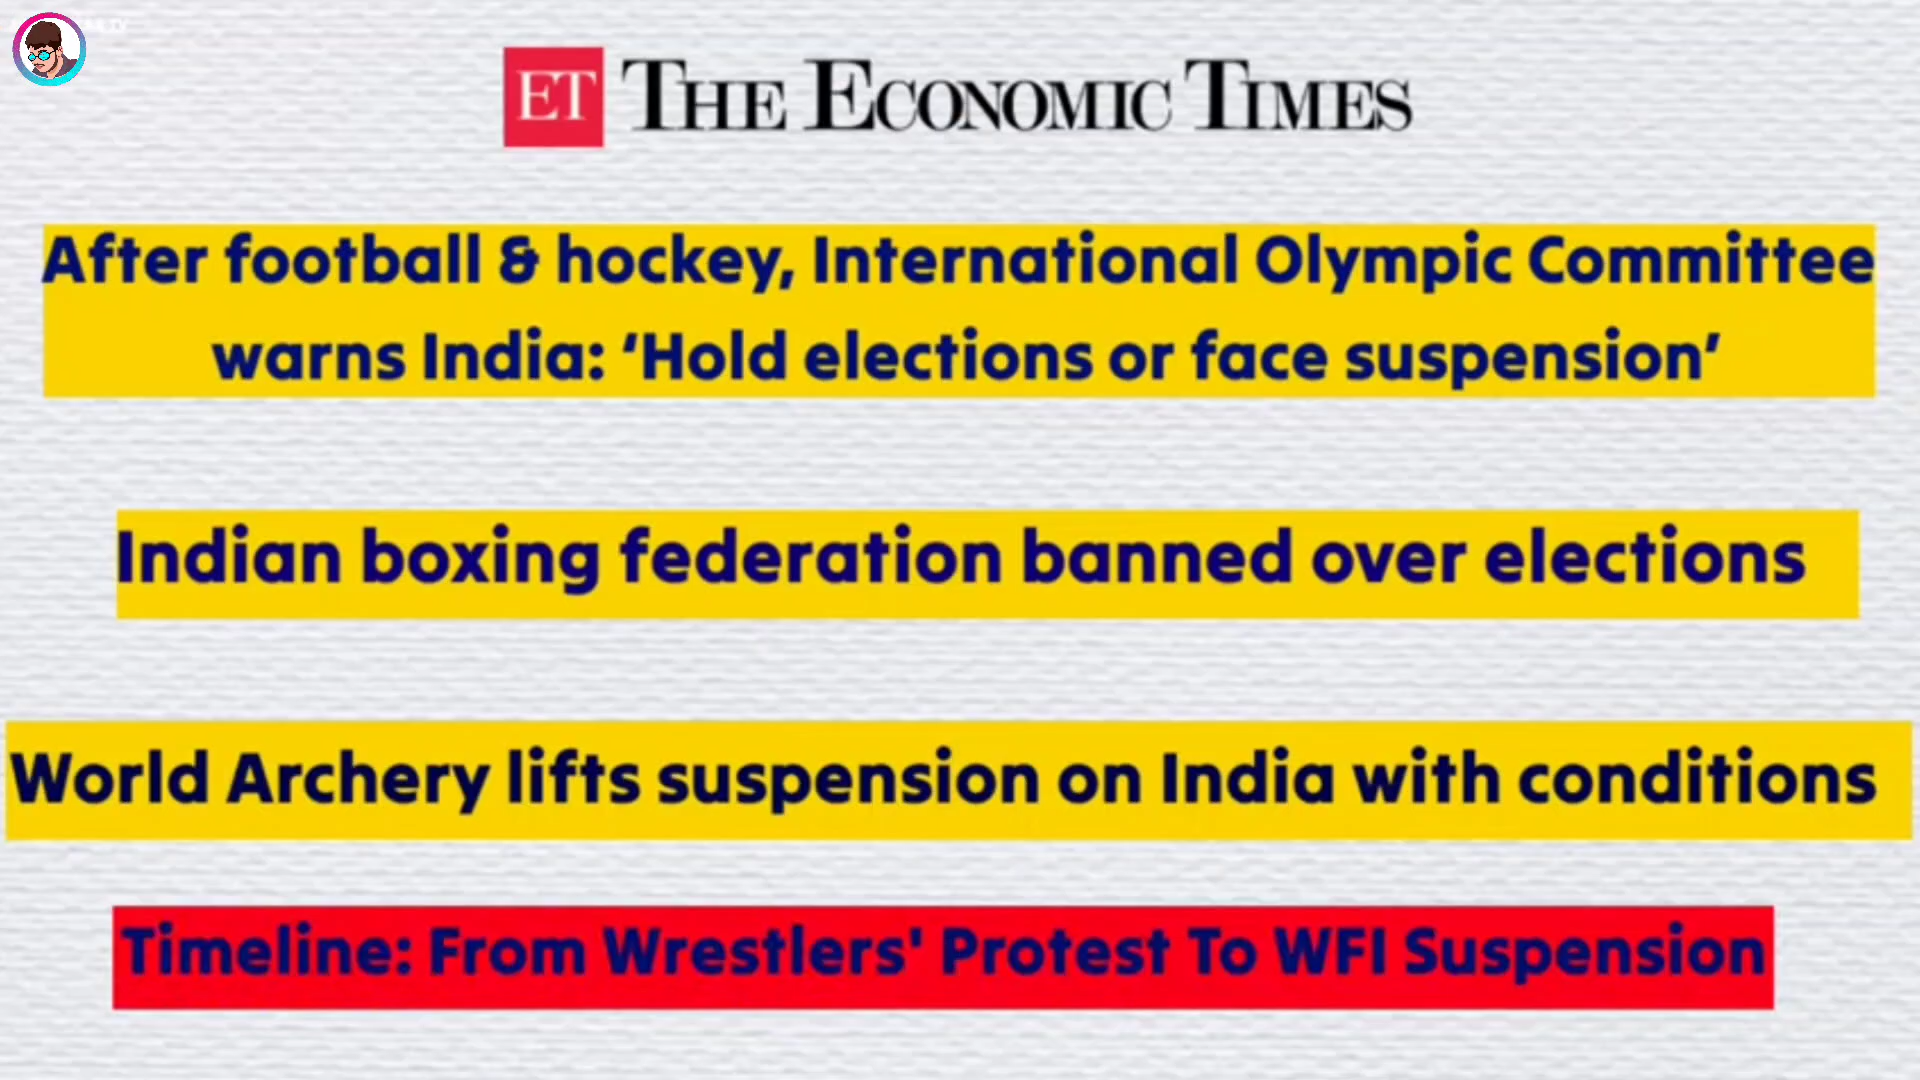 ET THE ECONOMIC TIMES
After football & hockey, International Olympic Committee
warns India: ‘Hold elections or face suspension’
Indian boxing federation banned over elections
World Archery lifts suspension on India with conditions
Timeline: From Wrestlers' Protest To WFI Suspension